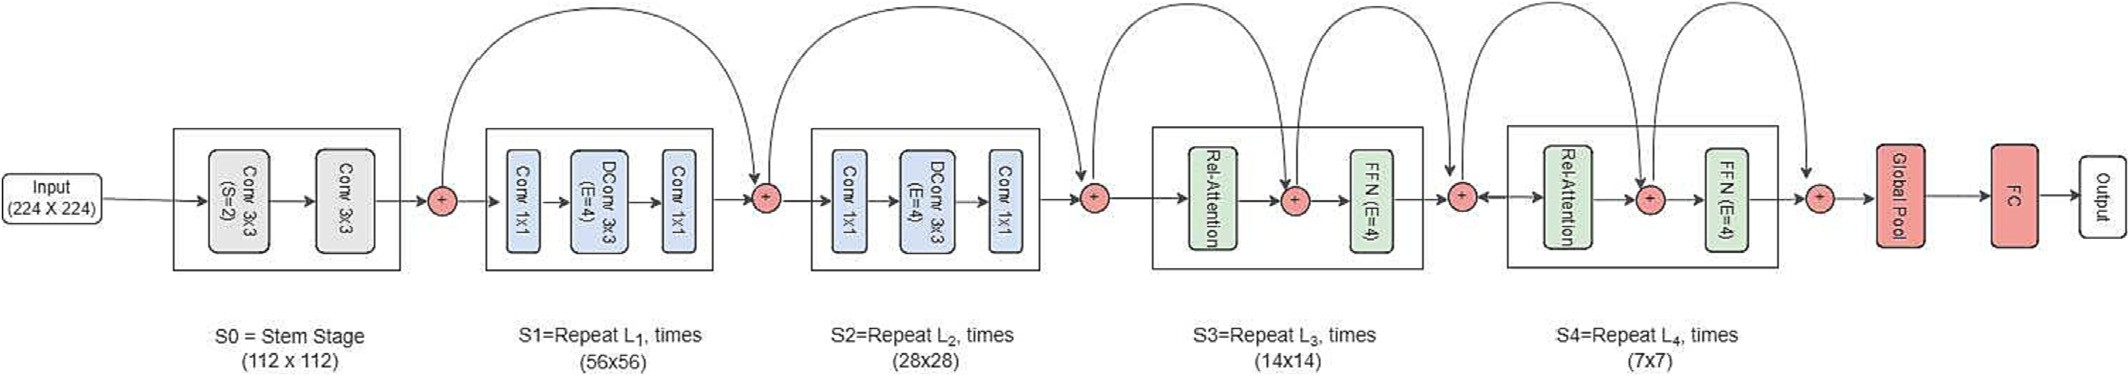 Input
(224 X 224)
Conv 3x3
(S=2)
Conv 3x3
+
Conv 1x1
DConv 3x3
(E=4)
Conv 1x1
+
Conv 1x1
DConv 3x3
(E=4)
Conv 1x1
+
Rel-Attention
+
FFN (E=4)
+
Rel-Attention
+
FFN (E=4)
+
Global Pool
FC
Output
S0 = Stem Stage
(112 x 112)
S1=Repeat L1, times
(56x56)
S2=Repeat L2, times
(28x28)
S3=Repeat L3, times
(14x14)
S4=Repeat L4, times
(7x7)